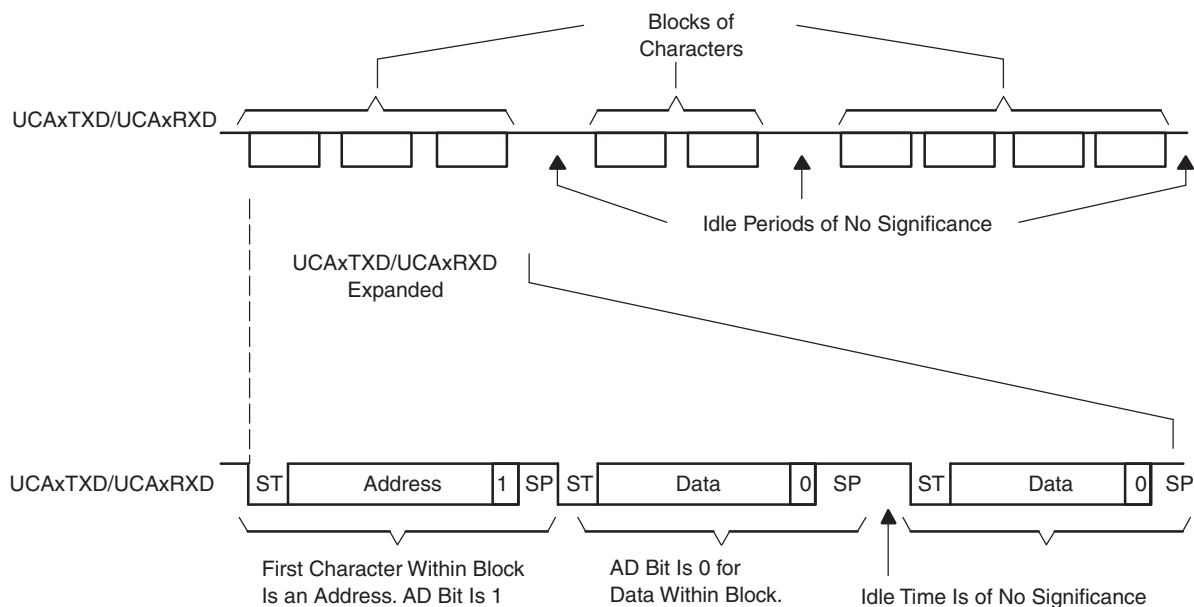 Blocks of
Characters
UCAxTXD/UCAxRXD
Idle Periods of No Significance
UCAxTXD/UCAxRXD
Expanded
UCAxTXD/UCAxRXD
ST
Address
1
SP
ST
Data
0
SP
ST
Data
0
SP
First Character Within Block
Is an Address. AD Bit Is 1
AD Bit Is 0 for
Data Within Block.
Idle Time Is of No Significance